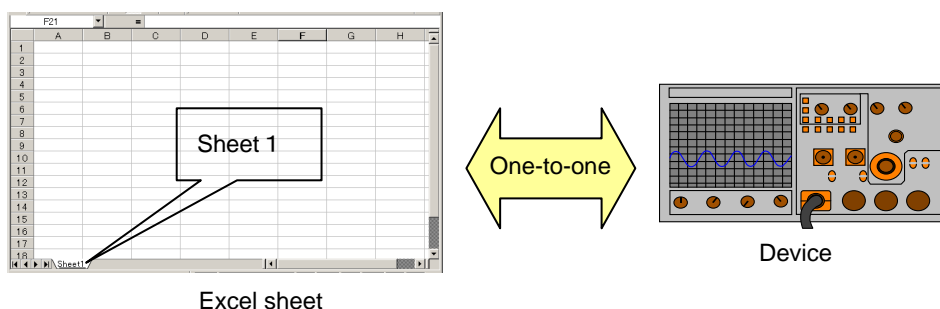 F21 =
A B C D E F G H
1
2
3
4
5
6
7
8
9
10
11
12
13
14
15
16
17
18
Sheet 1
Sheet1
Excel sheet
One-to-one
Device